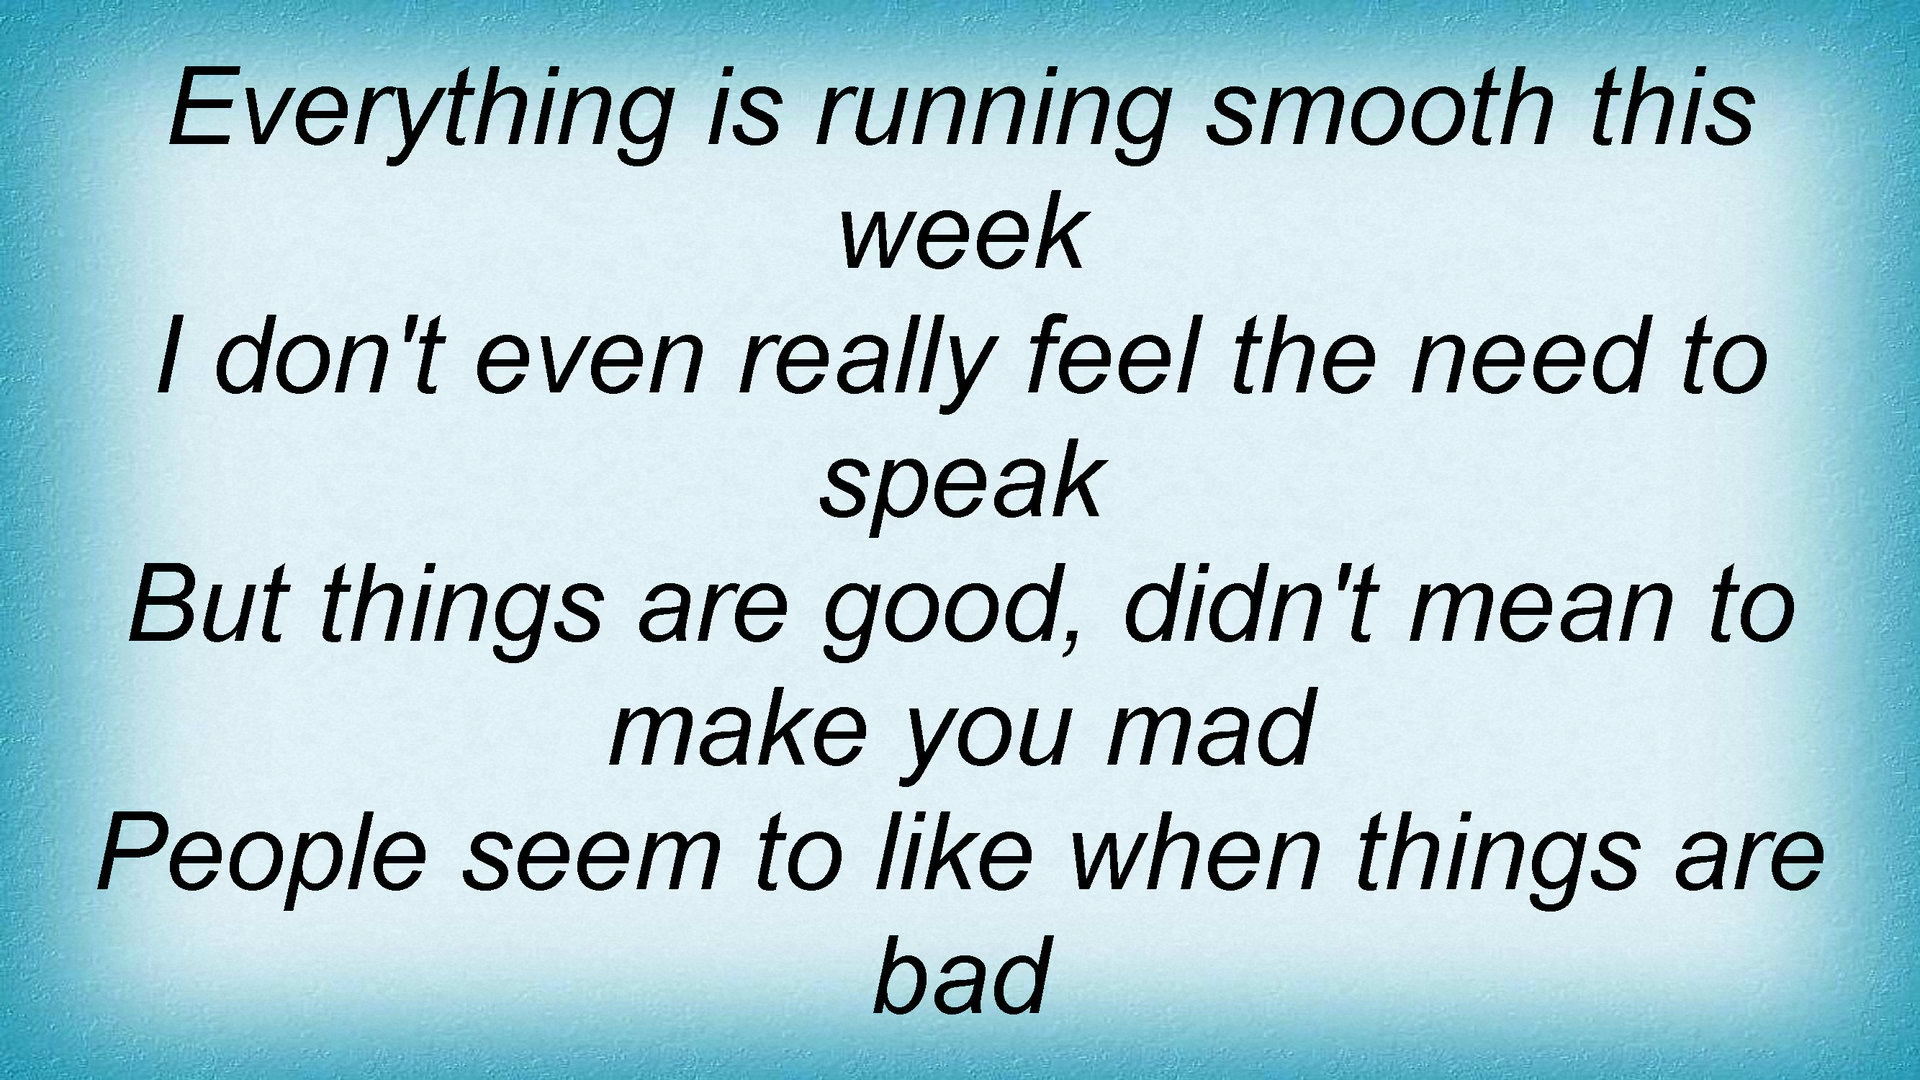 Everything is running smooth this
week
I don't even really feel the need to
speak
But things are good, didn't mean to
make you mad
People seem to like when things are
bad